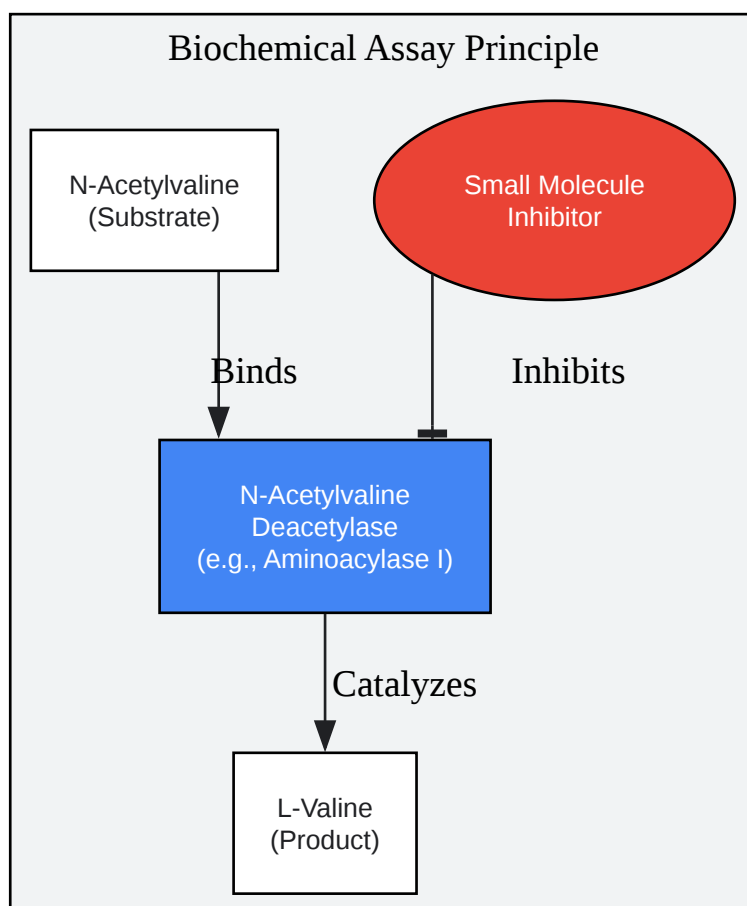 Biochemical Assay Principle
N-Acetylvaline
(Substrate)
Small Molecule
Inhibitor
Binds
Inhibits
N-Acetylvaline
Deacetylase
(e.g., Aminoacylase I)
Catalyzes
L-Valine
(Product)